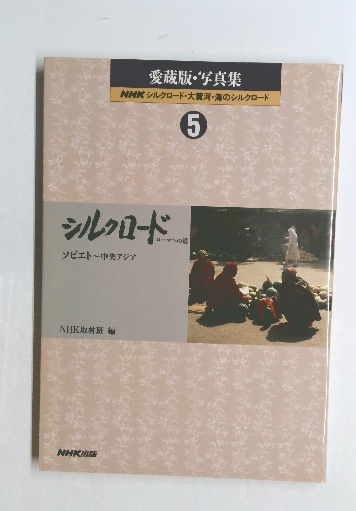 愛蔵版・写真集
NHK シルクロード・大黄河・海のシルクロード
5
シルクロード
ローマへの道
ソビエト〜中央アジア
NHK取材班 編
NHK出版